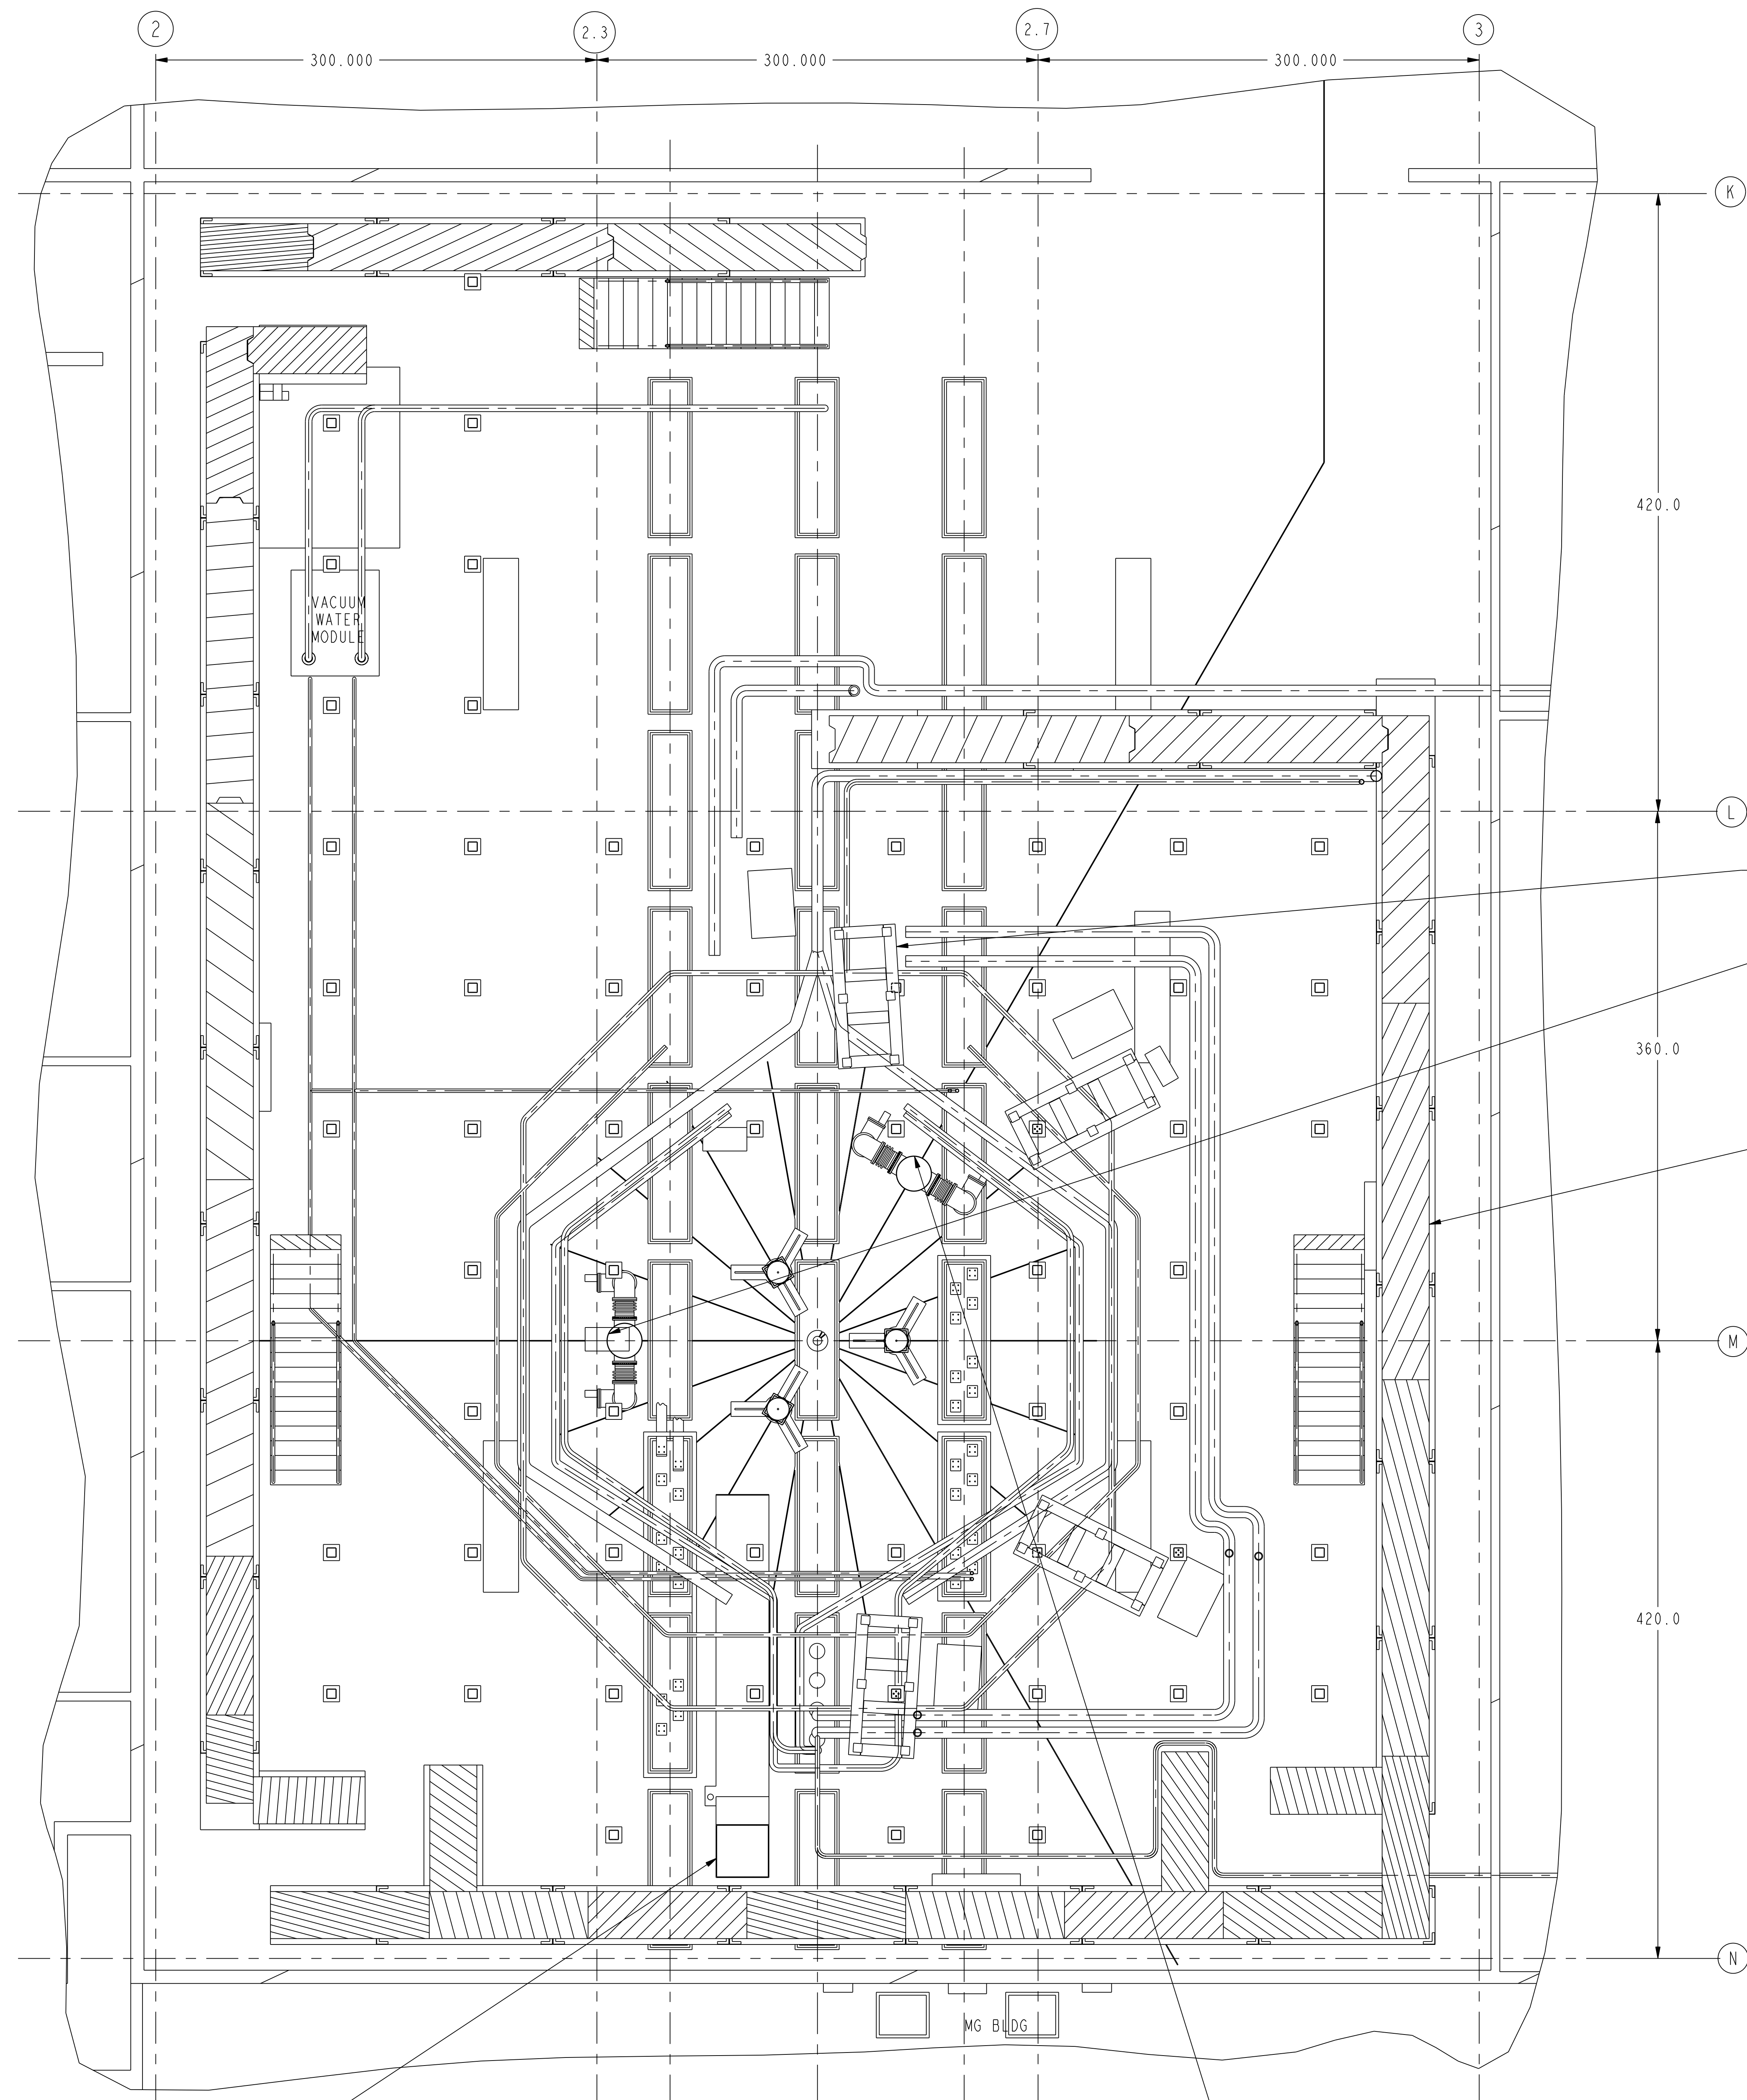 2
2.3
2.7
3
300.000
300.000
300.000
K
420.0
VACUUM
WATER
MODULE
L
360.0
M
420.0
N
MG BLDG